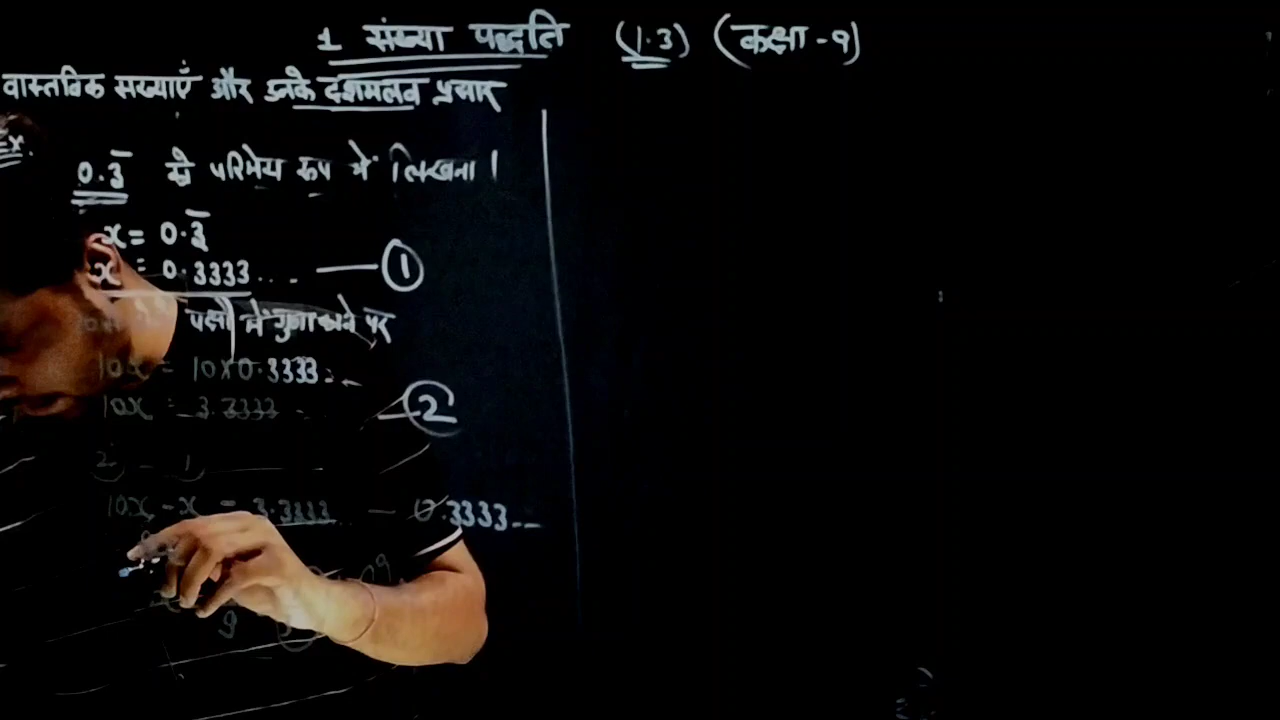 1 संख्या पद्धति (1.3) (कक्षा - 9)
वास्तविक संख्याएँ और उनके दशमलव प्रसार
Ex.
0.3̅ को परिमेय रूप में लिखना।
x = 0.3̅
x = 0.3333.... —— ①
पक्षों में गुणा करने पर
10x = 10×0.3333..
10x = 3.3333 .. — ②
② - ①
10x - x = 3.3333.. — 0.3333..
9